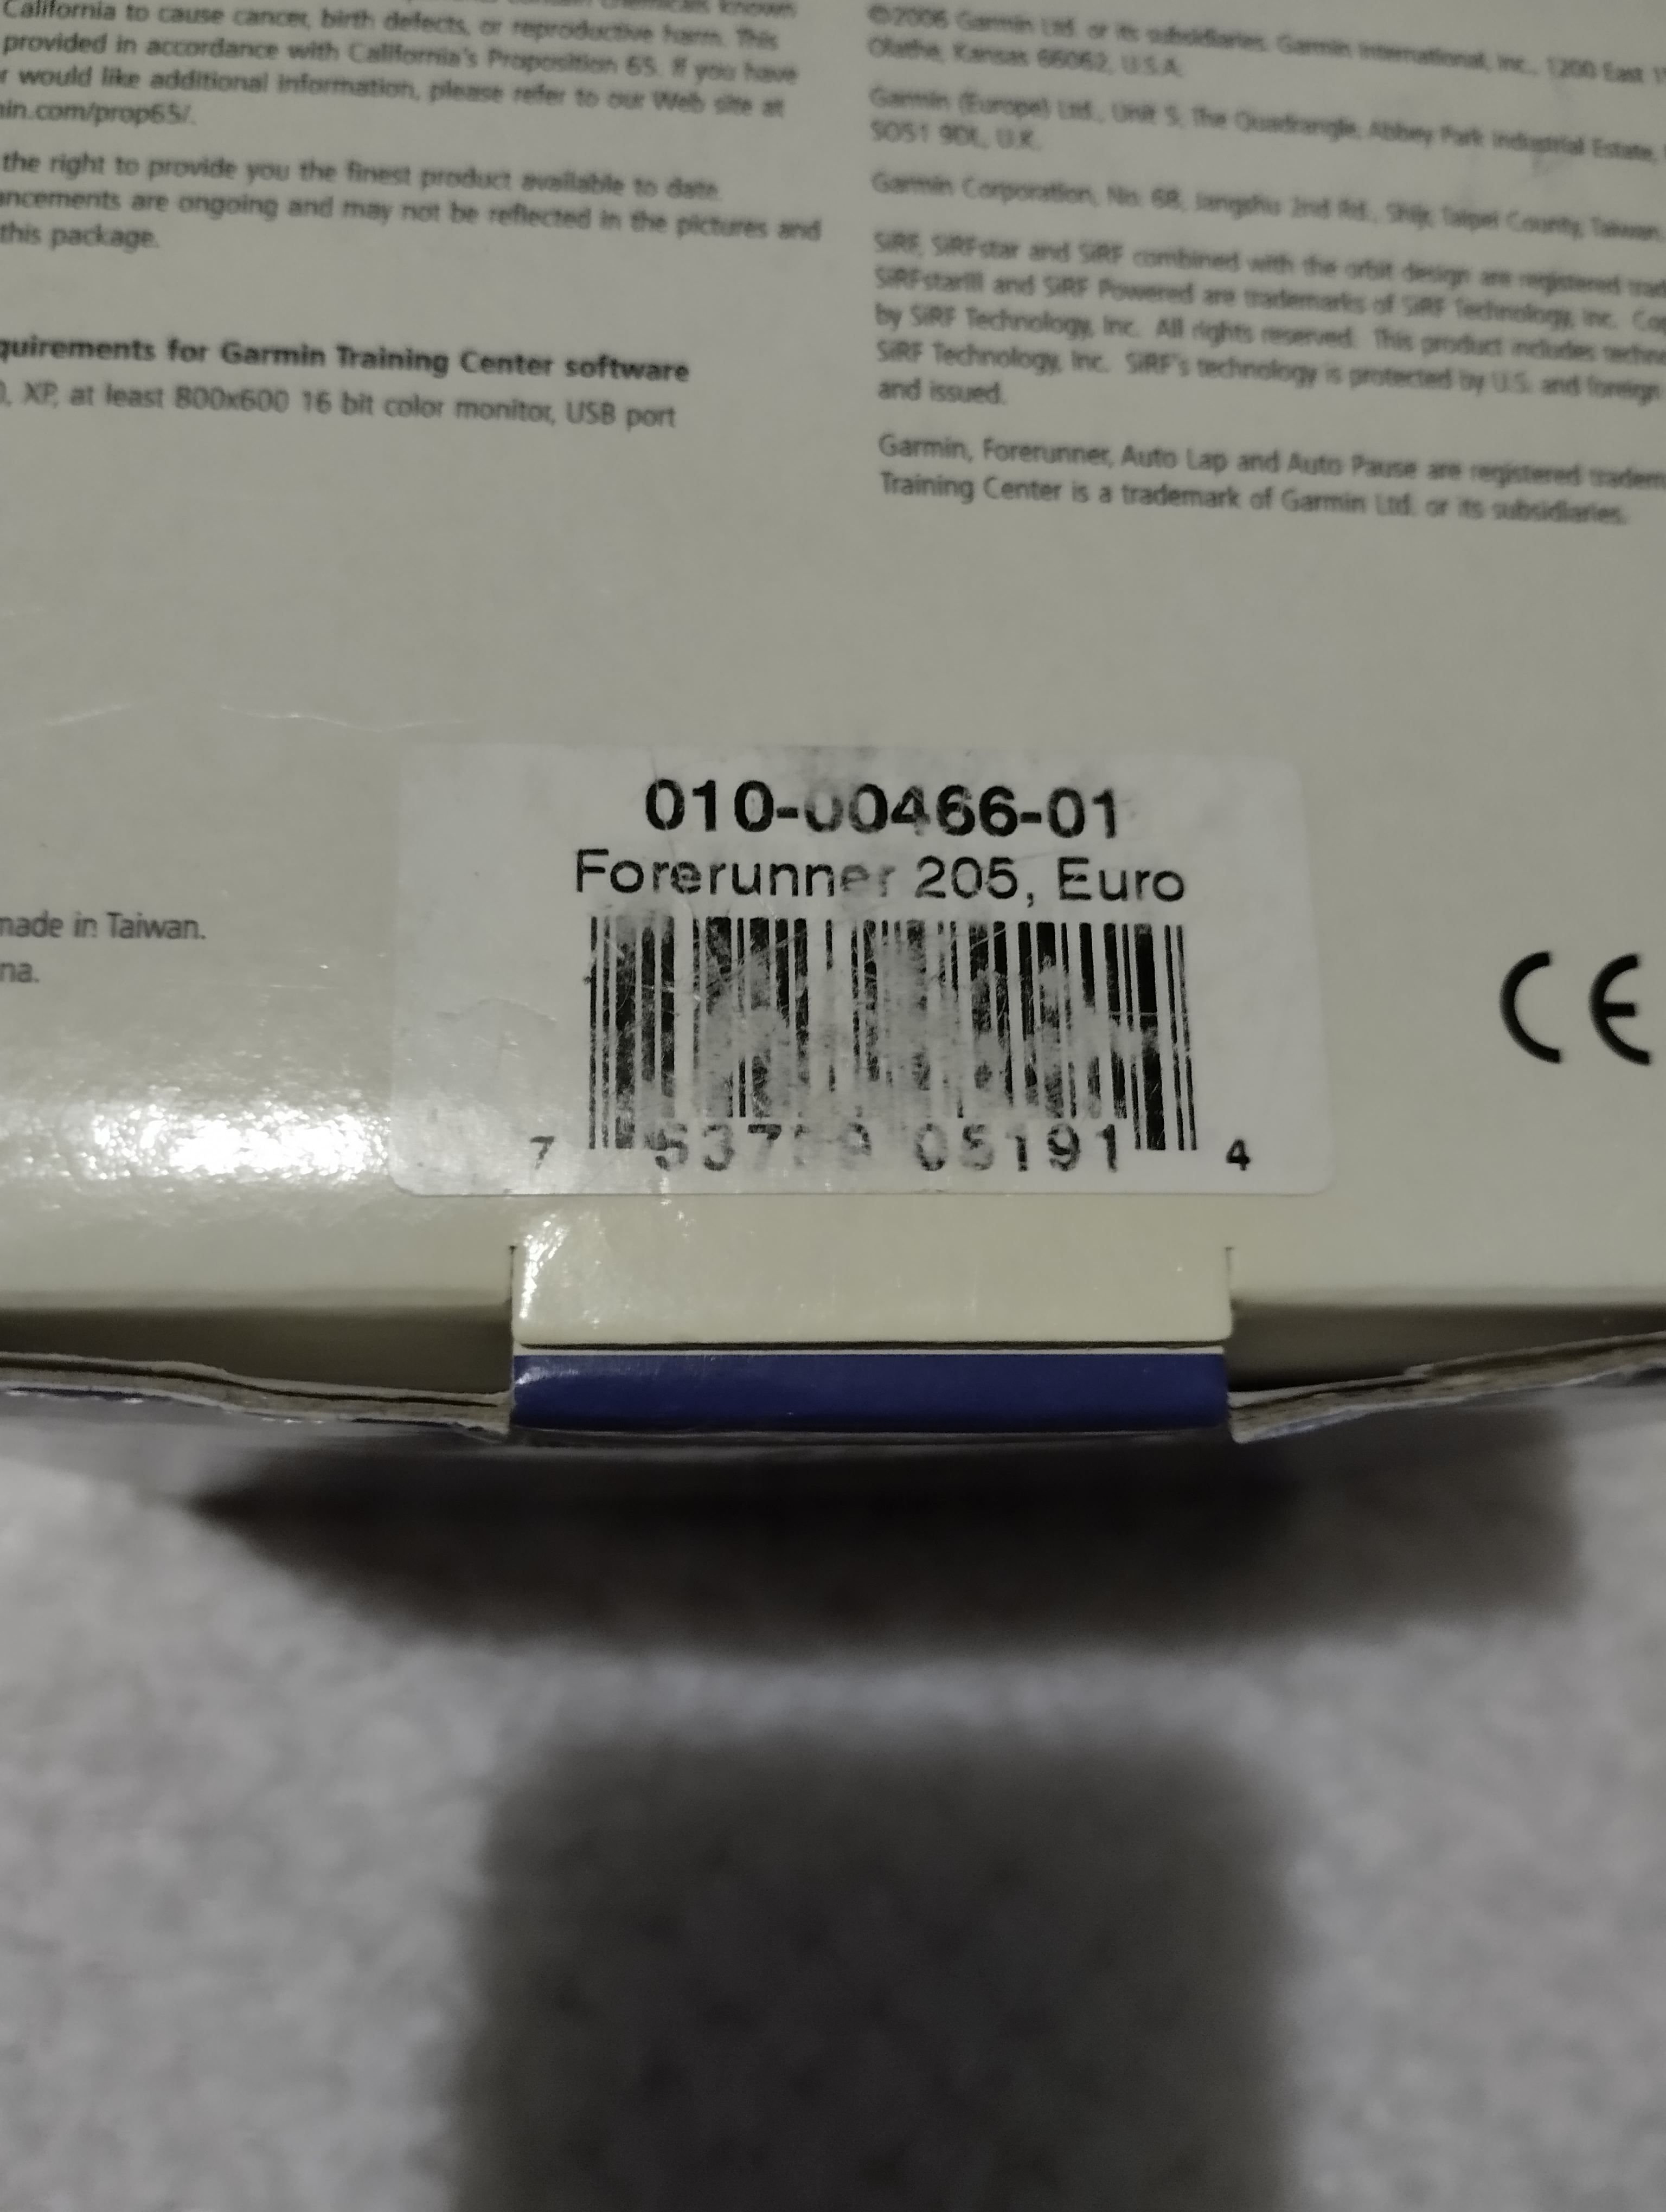 California to cause cancer, birth defects, or reproductive harm. This
provided in accordance with California's Proposition 65. If you have
r would like additional information, please refer to our Web site at
in.com/prop65/.
the right to provide you the finest product available to date.
ancements are ongoing and may not be reflected in the pictures and
this package.
quirements for Garmin Training Center software
0, XP, at least 800x600 16 bit color monitor, USB port
made in Taiwan.
na.
©2006 Garmin Ltd. or its subsidiaries. Garmin International, Inc., 1200 East 1
Olathe, Kansas 66062, U.S.A.
Garmin (Europe) Ltd., Unit 5, The Quadrangle, Abbey Park Industrial Estate,
SO51 9DL, U.K.
Garmin Corporation, No. 68, Jangshu 2nd Rd., Shijr, Taipei County, Taiwan.
SiRF, SiRFstar and SiRF combined with the orbit design are registered trad
SiRFstarIII and SiRF Powered are trademarks of SiRF Technology, Inc. Co
by SiRF Technology, Inc. All rights reserved. This product includes techn
SiRF Technology, Inc. SiRF's technology is protected by U.S. and foreign
and issued.
Garmin, Forerunner, Auto Lap and Auto Pause are registered tradem
Training Center is a trademark of Garmin Ltd. or its subsidiaries.
010-00466-01
Forerunner 205, Euro
7 53759 05191 4
CE